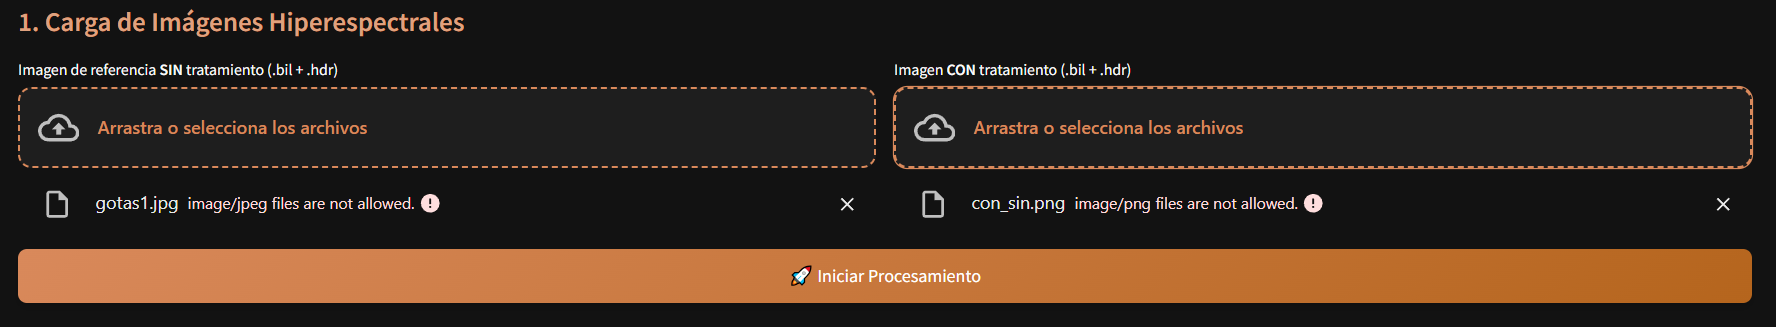 1. Carga de Imágenes Hiperespectrales
Imagen de referencia SIN tratamiento (.bil + .hdr)
Arrastra o selecciona los archivos
gotas1.jpg image/jpeg files are not allowed.
Imagen CON tratamiento (.bil + .hdr)
Arrastra o selecciona los archivos
con_sin.png image/png files are not allowed.
🚀 Iniciar Procesamiento